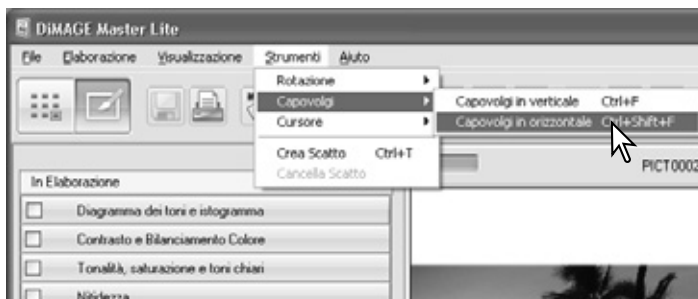 DiMAGE Master Lite
File Elaborazione Visualizzazione Strumenti Aiuto
Rotazione
Capovolgi
Cursore
Crea Scatto Ctrl+T
Cancella Scatto
Capovolgi in verticale Ctrl+F
Capovolgi in orizzontale Ctrl+Shift+F
PICT0002
In Elaborazione
Diagramma dei toni e istogramma
Contrasto e Bilanciamento Colore
Tonalità, saturazione e toni chiari
Nitidezza